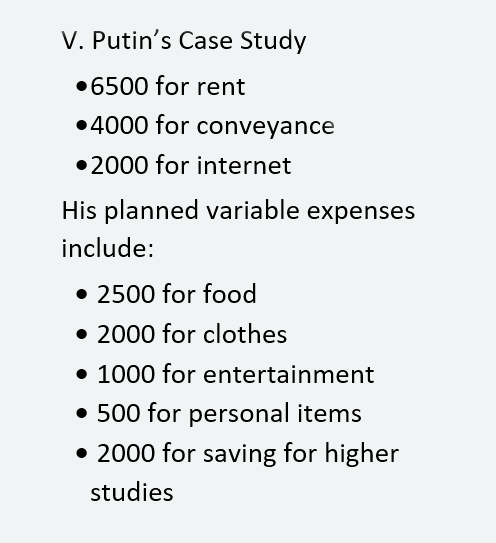 V. Putin’s Case Study
•6500 for rent
•4000 for conveyance
•2000 for internet
His planned variable expenses
include:
• 2500 for food
• 2000 for clothes
• 1000 for entertainment
• 500 for personal items
• 2000 for saving for higher
studies